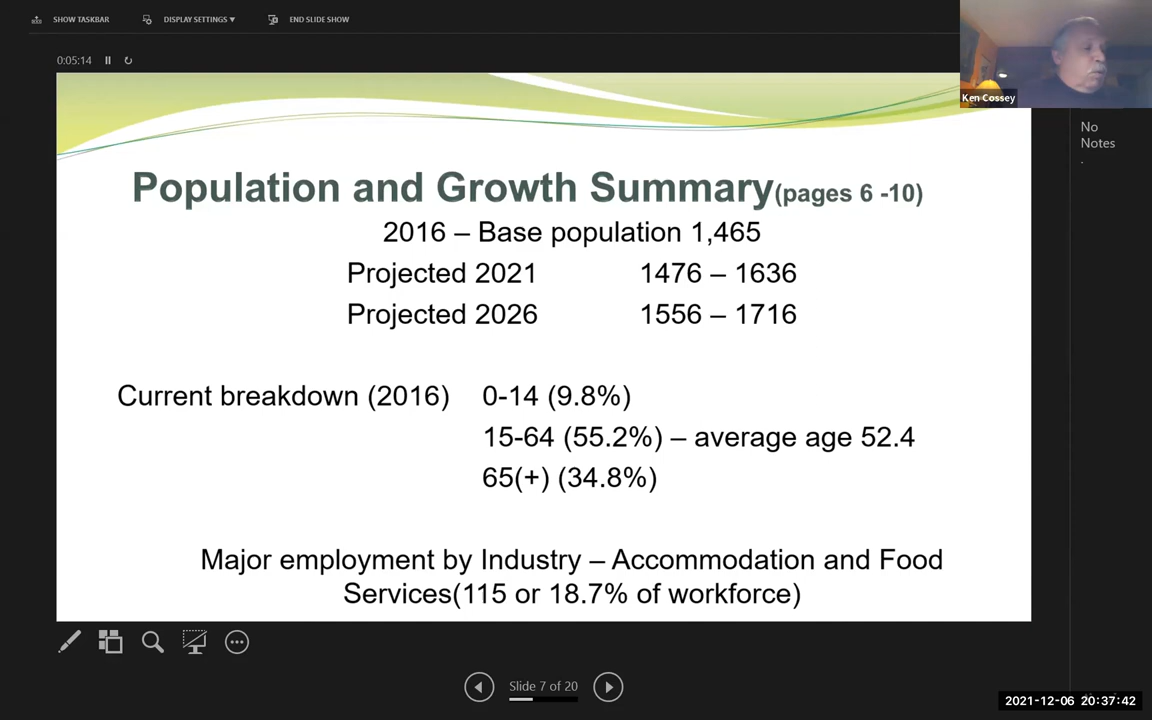 SHOW TASKBAR
DISPLAY SETTINGS ▼
END SLIDE SHOW
0:05:14
Ken Cossey
No
Notes
.
Population and Growth Summary(pages 6 -10)
2016 – Base population 1,465
Projected 2021 1476 – 1636
Projected 2026 1556 – 1716
Current breakdown (2016) 0-14 (9.8%)
15-64 (55.2%) – average age 52.4
65(+) (34.8%)
Major employment by Industry – Accommodation and Food
Services(115 or 18.7% of workforce)
Slide 7 of 20
2021-12-06 20:37:42